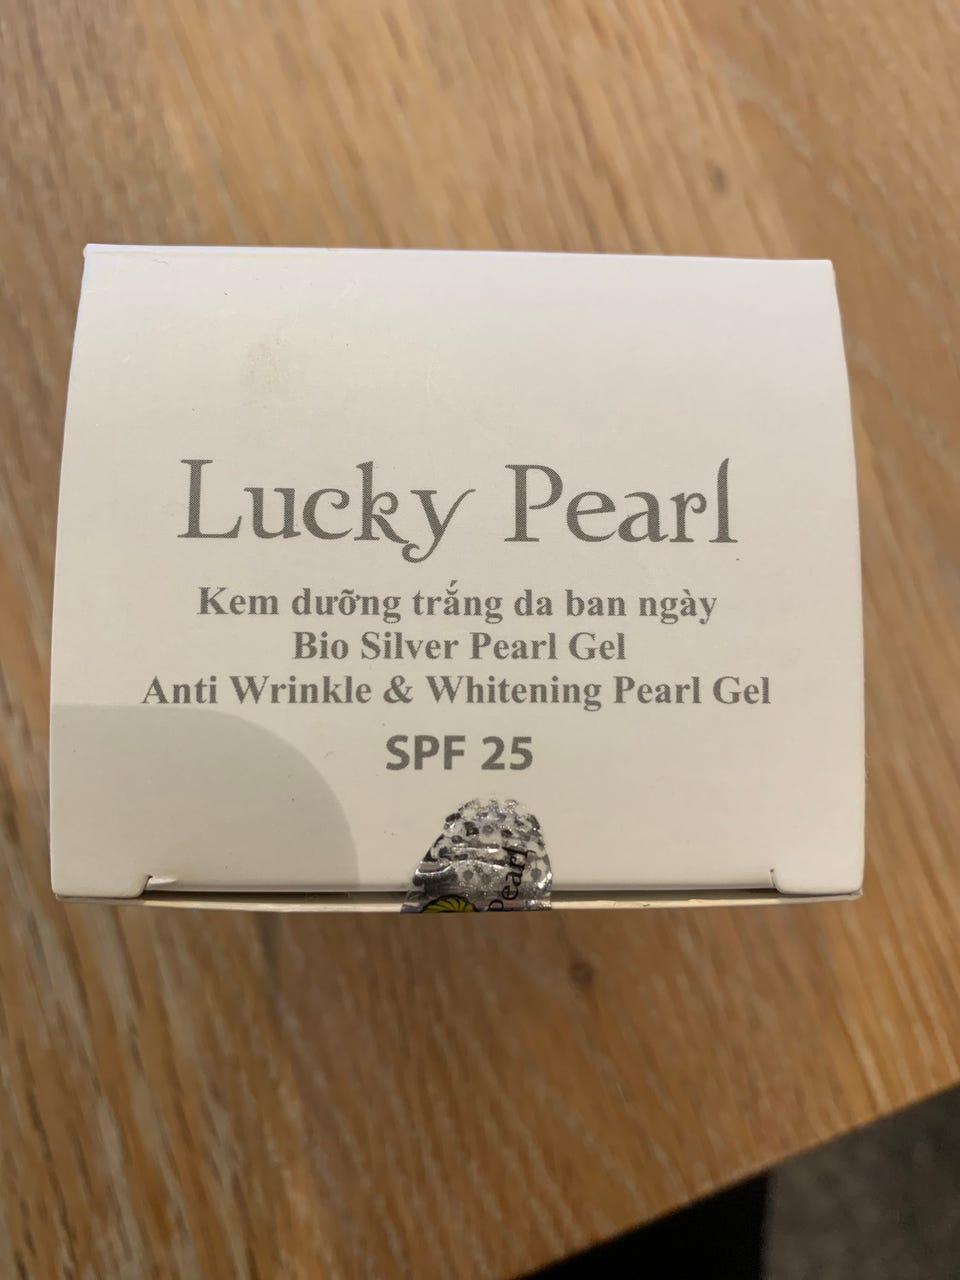 Lucky Pearl
Kem dưỡng trắng da ban ngày
Bio Silver Pearl Gel
Anti Wrinkle & Whitening Pearl Gel
SPF 25
Pearl